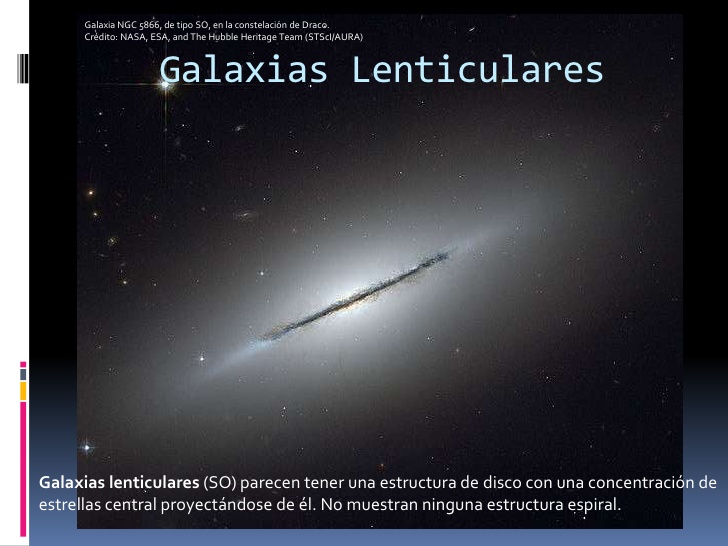 Galaxia NGC 5866, de tipo SO, en la constelación de Draco.
Crédito: NASA, ESA, and The Hubble Heritage Team (STScI/AURA)
Galaxias Lenticulares
Galaxias lenticulares (SO) parecen tener una estructura de disco con una concentración de
estrellas central proyectándose de él. No muestran ninguna estructura espiral.